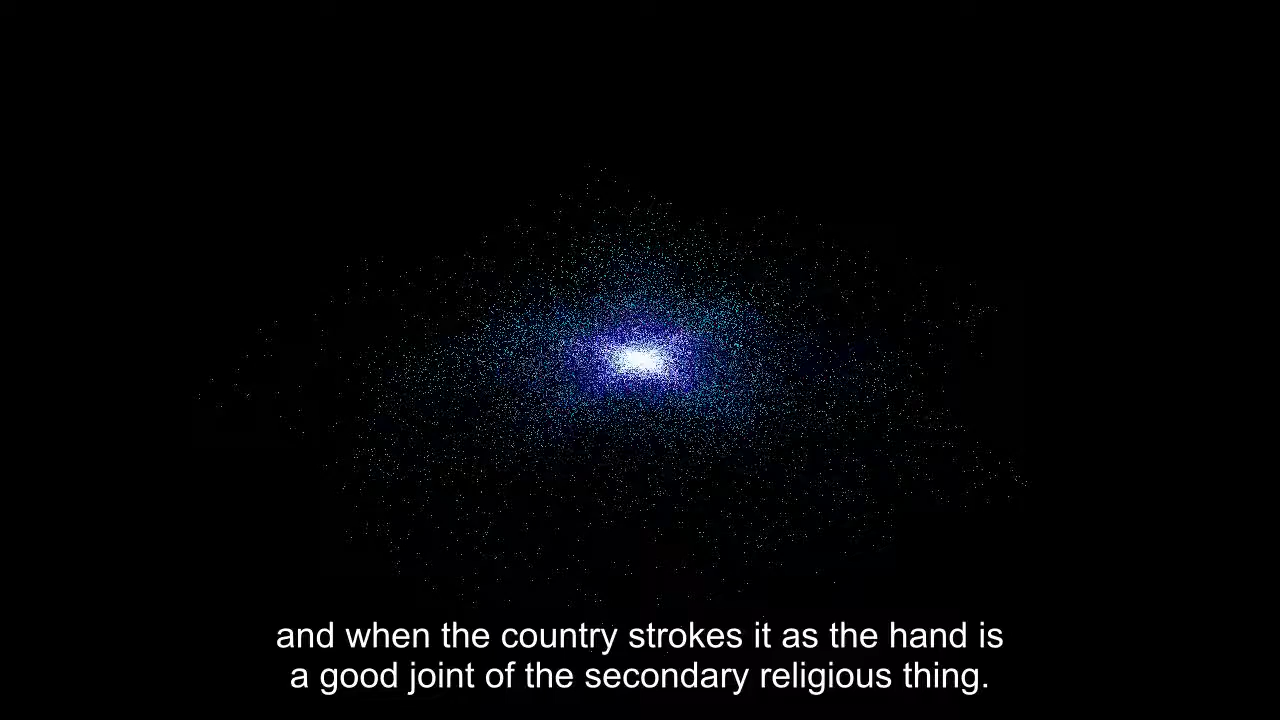 and when the country strokes it as the hand is
a good joint of the secondary religious thing.